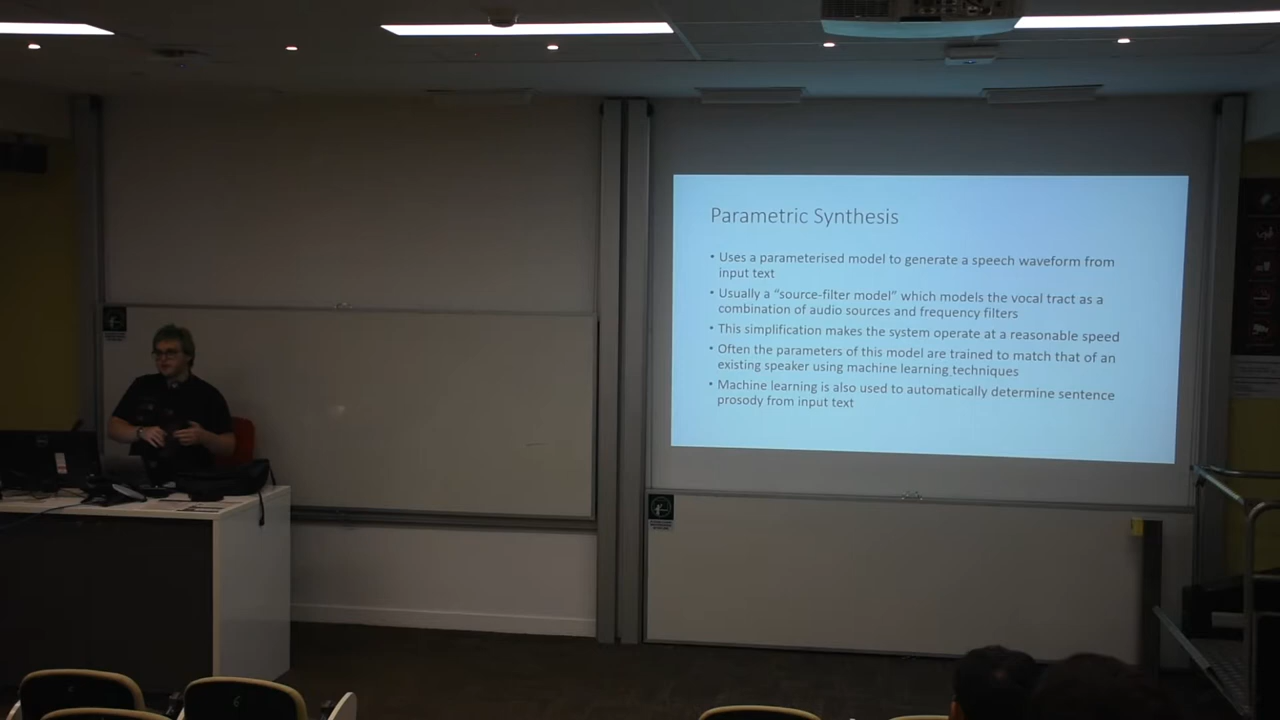 Parametric Synthesis
• Uses a parameterised model to generate a speech waveform from
input text
• Usually a “source-filter model” which models the vocal tract as a
combination of audio sources and frequency filters
• This simplification makes the system operate at a reasonable speed
• Often the parameters of this model are trained to match that of an
existing speaker using machine learning techniques
• Machine learning is also used to automatically determine sentence
prosody from input text